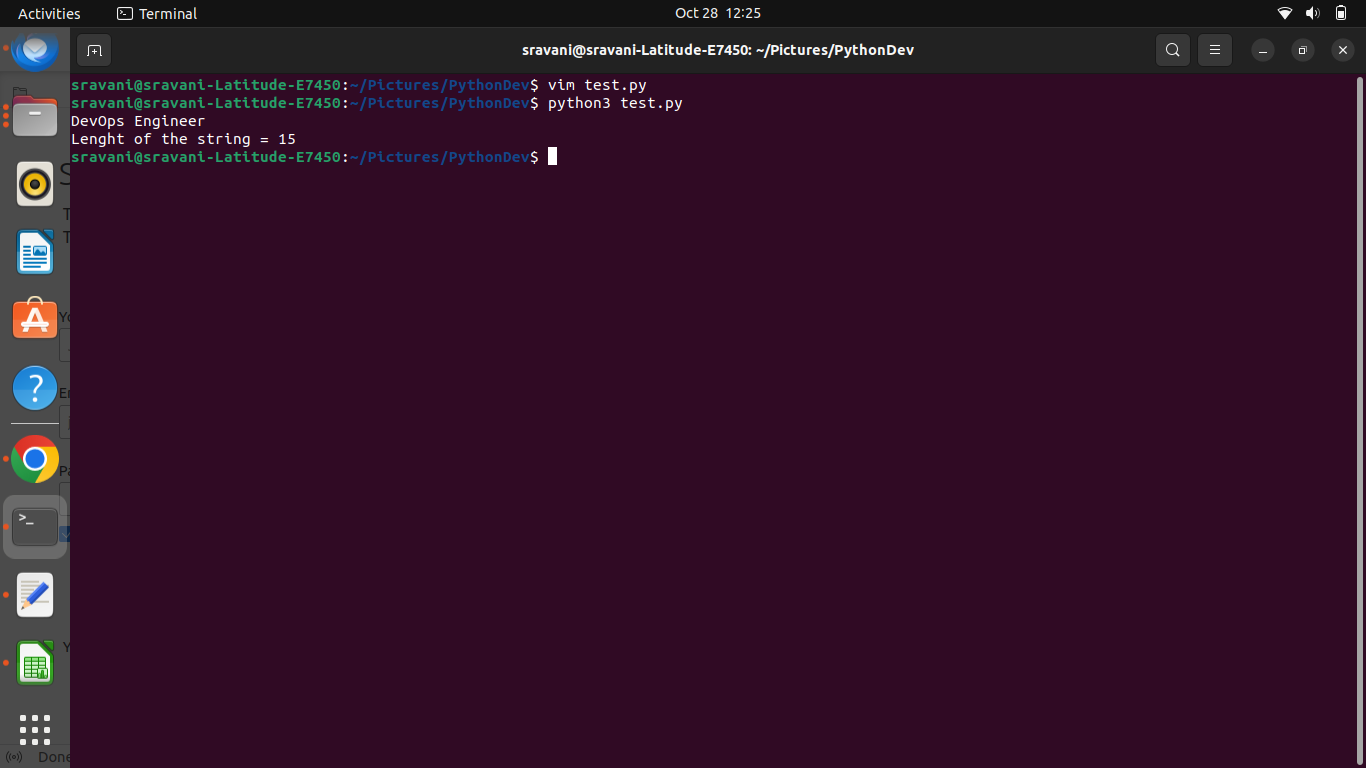 Activities
Terminal
Oct 28 12:25
sravani@sravani-Latitude-E7450: ~/Pictures/PythonDev
sravani@sravani-Latitude-E7450:~/Pictures/PythonDev$ vim test.py
sravani@sravani-Latitude-E7450:~/Pictures/PythonDev$ python3 test.py
DevOps Engineer
Lenght of the string = 15
sravani@sravani-Latitude-E7450:~/Pictures/PythonDev$
Done